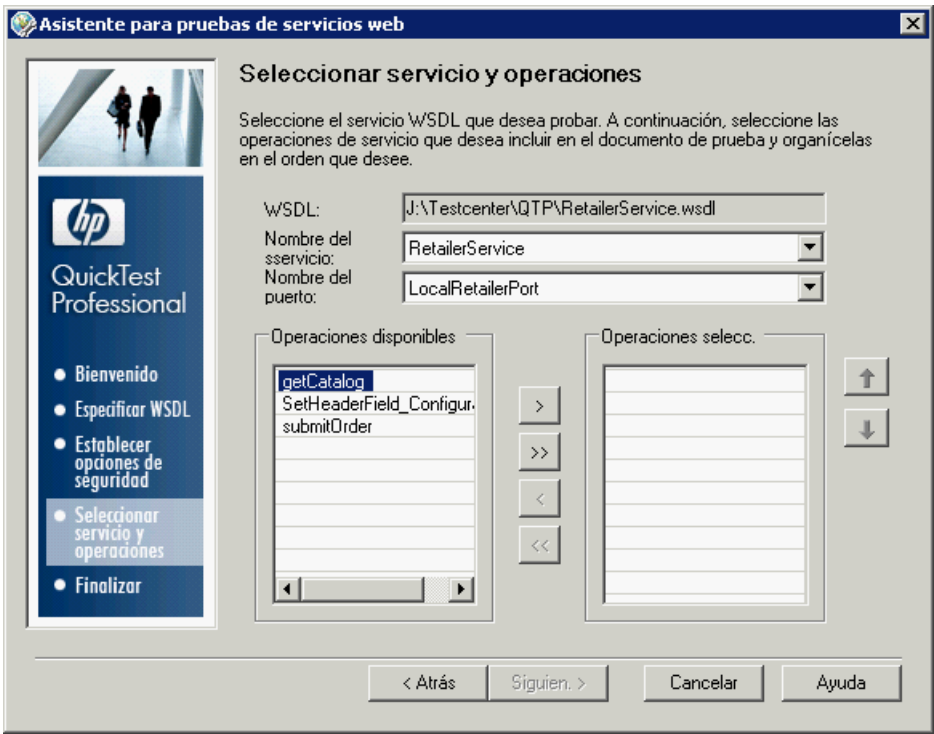 Asistente para pruebas de servicios web
hp
QuickTest
Professional
Bienvenido
Especificar WSDL
Establecer
opciones de
seguridad
Seleccionar
servicio y
operaciones
Finalizar
Seleccionar servicio y operaciones
Seleccione el servicio WSDL que desea probar. A continuación, seleccione las
operaciones de servicio que desea incluir en el documento de prueba y organícelas
en el orden que desee.
WSDL: J:\Testcenter\QTP\RetailerService.wsdl
Nombre del
sservicio:
RetailerService
Nombre del
puerto:
LocalRetailerPort
Operaciones disponibles
getCatalog
SetHeaderField_Configur
submitOrder
>
>>
<
<<
Operaciones selecc.
< Atrás
Siguien. >
Cancelar
Ayuda